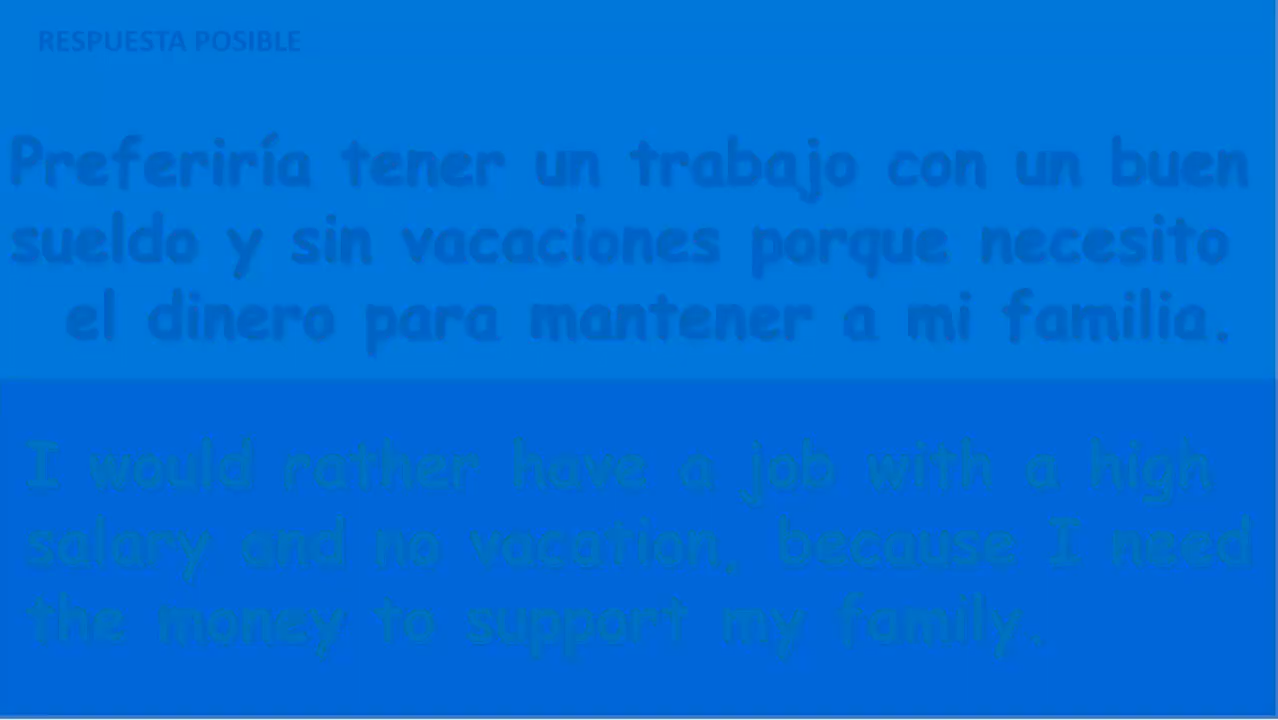 RESPUESTA POSIBLE
Preferiría tener un trabajo con un buen
sueldo y sin vacaciones porque necesito
el dinero para mantener a mi familia.
I would rather have a job with a high
salary and no vacation, because I need
the money to support my family.